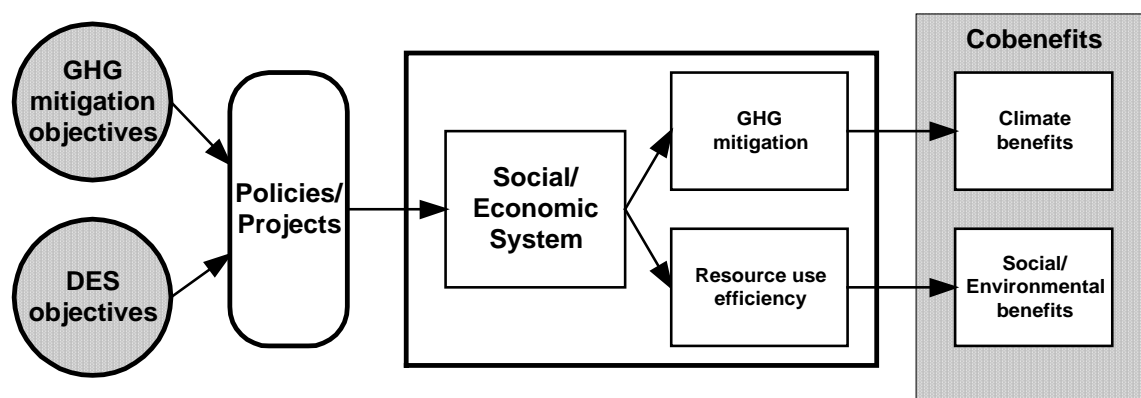 GHG
mitigation
objectives
DES
objectives
Policies/
Projects
Social/
Economic
System
GHG
mitigation
Resource use
efficiency
Cobenefits
Climate
benefits
Social/
Environmental
benefits